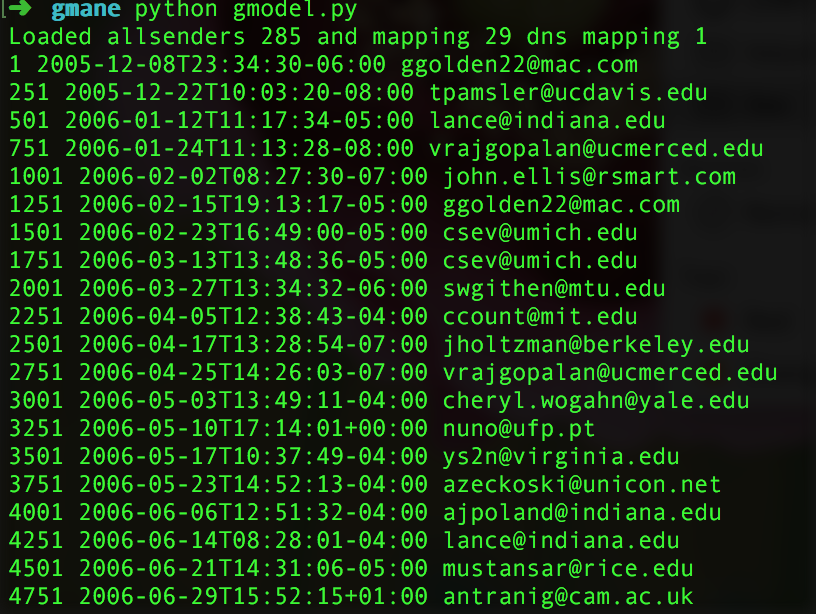 ➜ gmane python gmodel.py
Loaded allsenders 285 and mapping 29 dns mapping 1
1 2005-12-08T23:34:30-06:00 ggolden22@mac.com
251 2005-12-22T10:03:20-08:00 tpamsler@ucdavis.edu
501 2006-01-12T11:17:34-05:00 lance@indiana.edu
751 2006-01-24T11:13:28-08:00 vrajgopalan@ucmerced.edu
1001 2006-02-02T08:27:30-07:00 john.ellis@rsmart.com
1251 2006-02-15T19:13:17-05:00 ggolden22@mac.com
1501 2006-02-23T16:49:00-05:00 csev@umich.edu
1751 2006-03-13T13:48:36-05:00 csev@umich.edu
2001 2006-03-27T13:34:32-06:00 swgithen@mtu.edu
2251 2006-04-05T12:38:43-04:00 ccount@mit.edu
2501 2006-04-17T13:28:54-07:00 jholtzman@berkeley.edu
2751 2006-04-25T14:26:03-07:00 vrajgopalan@ucmerced.edu
3001 2006-05-03T13:49:11-04:00 cheryl.wogahn@yale.edu
3251 2006-05-10T17:14:01+00:00 nuno@ufp.pt
3501 2006-05-17T10:37:49-04:00 ys2n@virginia.edu
3751 2006-05-23T14:52:13-04:00 azeckoski@unicon.net
4001 2006-06-06T12:51:32-04:00 ajpoland@indiana.edu
4251 2006-06-14T08:28:01-04:00 lance@indiana.edu
4501 2006-06-21T14:31:06-05:00 mustansar@rice.edu
4751 2006-06-29T15:52:15+01:00 antranig@cam.ac.uk